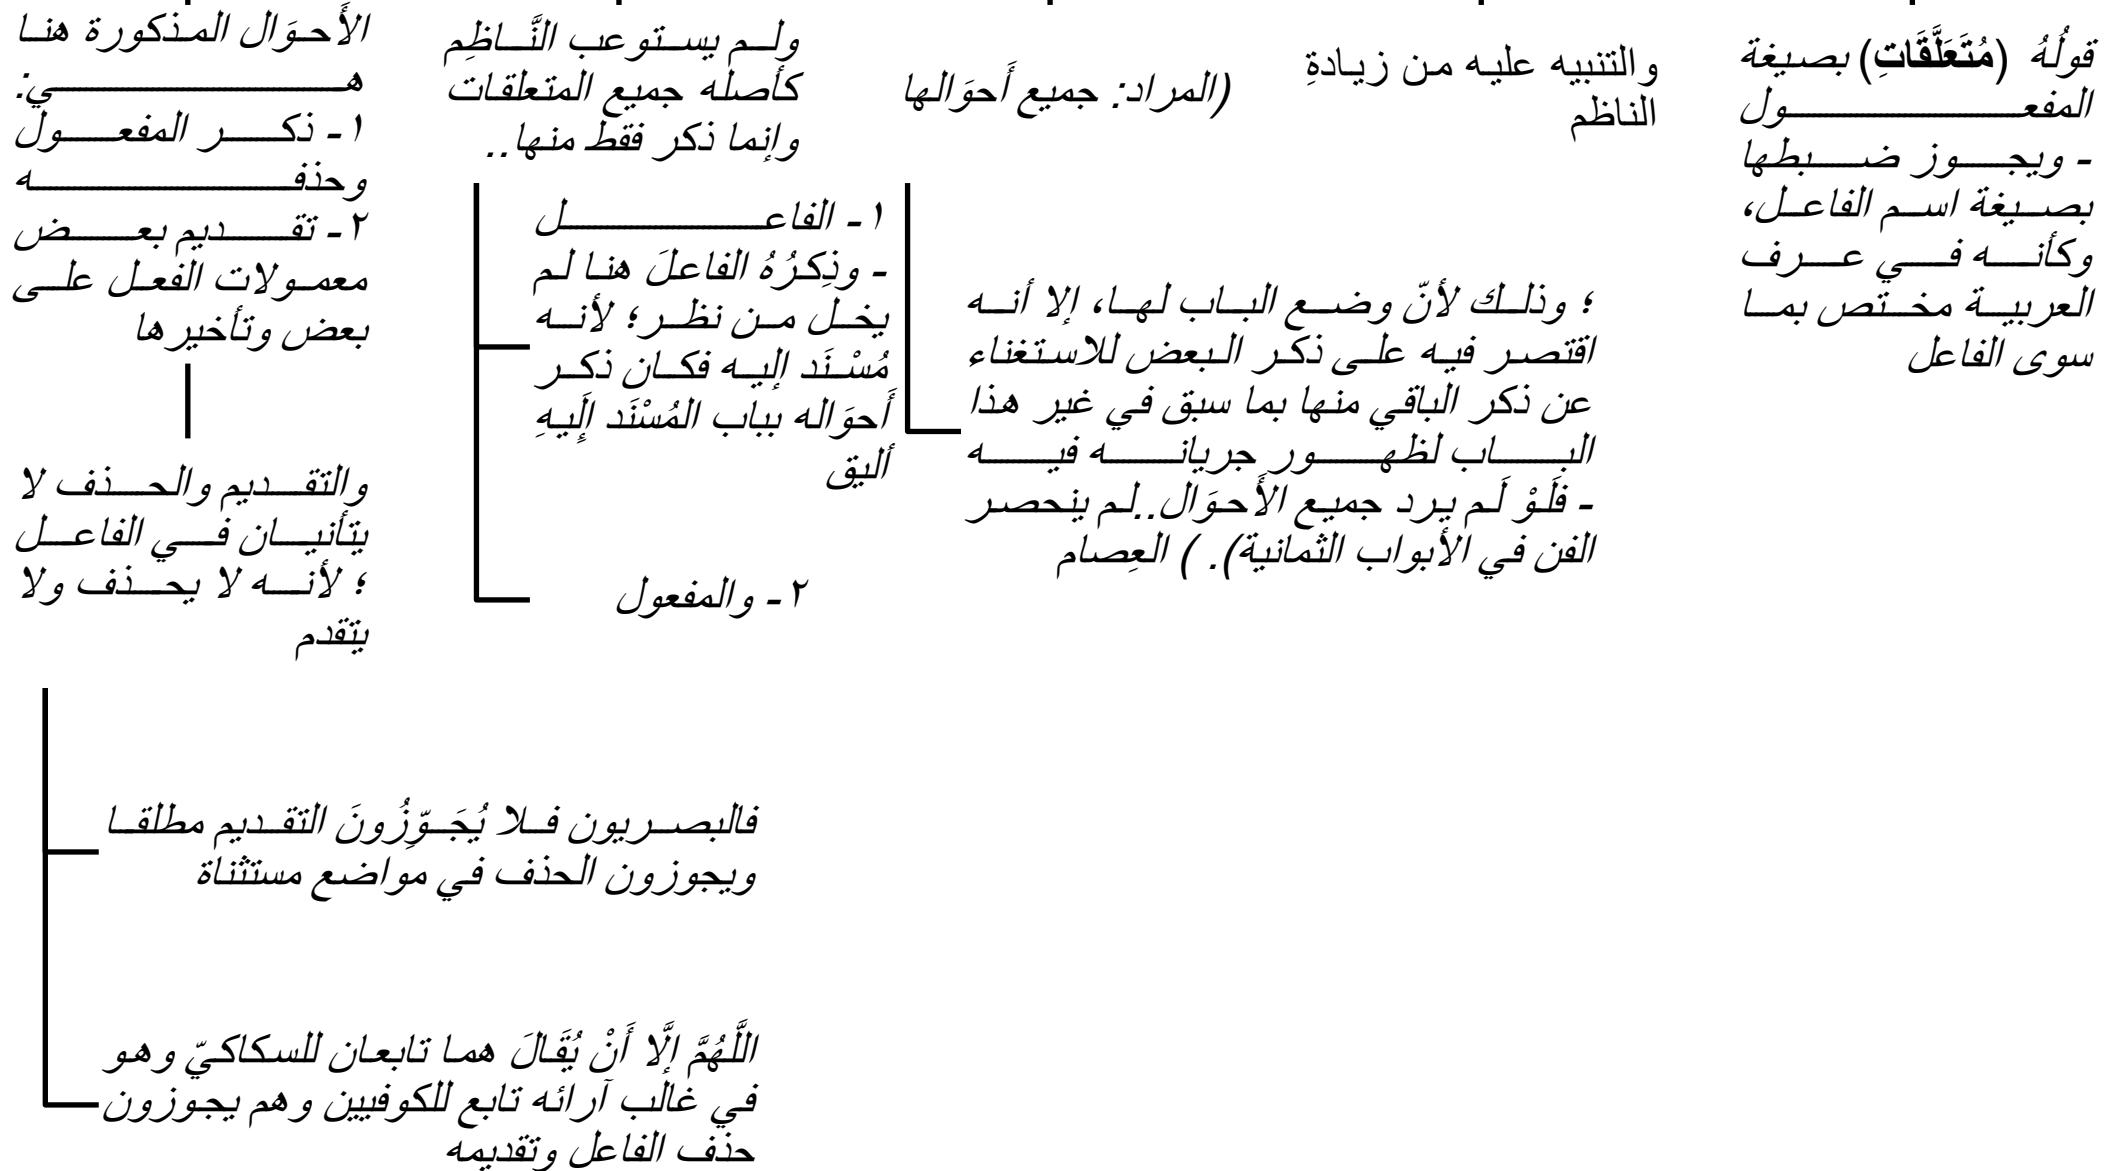 قولُهُ (مُتَعَلَّقَاتِ) بصيغة
المفعول
- ويجوز ضبطها
بصيغة اسم الفاعل،
وكأنه في عرف
العربية مختص بما
سوى الفاعل
والتنبيه عليه من زيادةِ
الناظم
(المراد: جميع أَحوَالها
؛ وذلك لأنّ وضع الباب لها، إلا أنه
اقتصر فيه على ذكر البعض للاستغناء
عن ذكر الباقي منها بما سبق في غير هذا
الباب لظهور جريانه فيه
- فَلَوْ لَم يرد جميع الأَحوَال..لم ينحصر
الفن في الأبواب الثمانية). ) العِصام
ولم يستوعب النَّاظِم
كأصله جميع المتعلقات
وإنما ذكر فقط منها..
١- الفاعل
- وذِكرُهُ الفاعلَ هنا لم
يخل من نظر؛ لأنه
مُسْنَد إليه فكان ذكر
أَحوَاله بباب المُسْنَد إِلَيهِ
أليق
٢- والمفعول
الأَحوَال المذكورة هنا
هي:
١- ذكر المفعول
وحذفه
٢- تقديم بعض
معمولات الفعل على
بعض وتأخيرها
والتقديم والحذف لا
يتأتيان في الفاعل
؛ لأنه لا يحذف ولا
يتقدم
فالبصريون فلا يُجَوِّزُونَ التقديم مطلقا
ويجوزون الحذف في مواضع مستثناة
اللَّهُمَّ إِلَّا أَنْ يُقَالَ هما تابعان للسكاكيّ وهو
في غالب آرائه تابع للكوفيين وهم يجوزون
حذف الفاعل وتقديمه